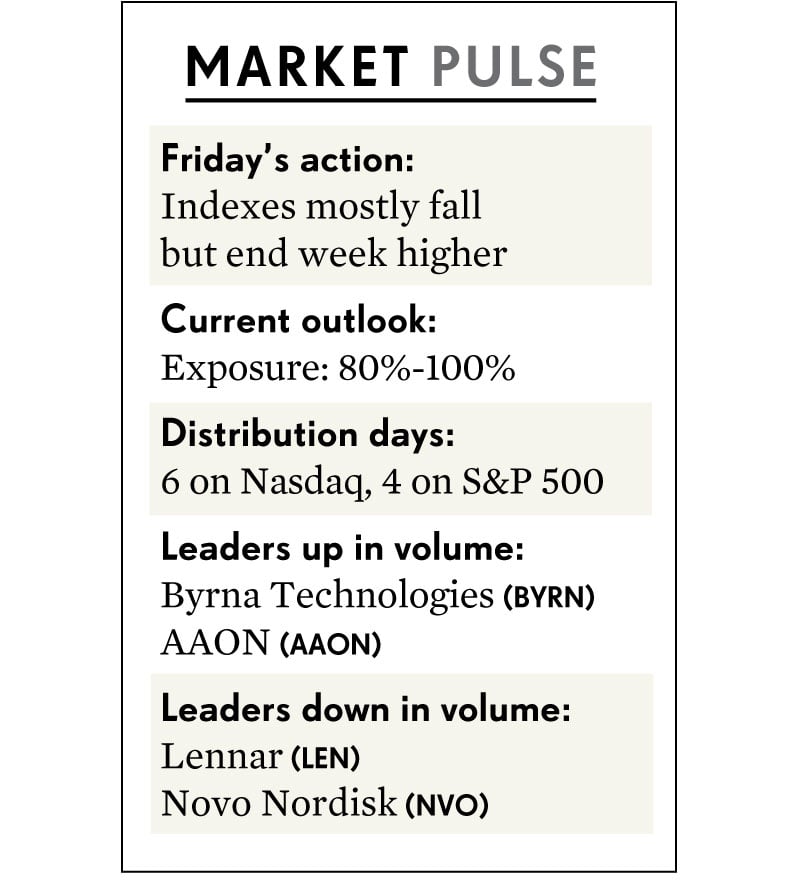 MARKET PULSE
Friday's action:
Indexes mostly fall
but end week higher
Current outlook:
Exposure: 80%-100%
Distribution days:
6 on Nasdaq, 4 on S&P 500
Leaders up in volume:
Byrna Technologies (BYRN)
AAON (AAON)
Leaders down in volume:
Lennar (LEN)
Novo Nordisk (NVO)